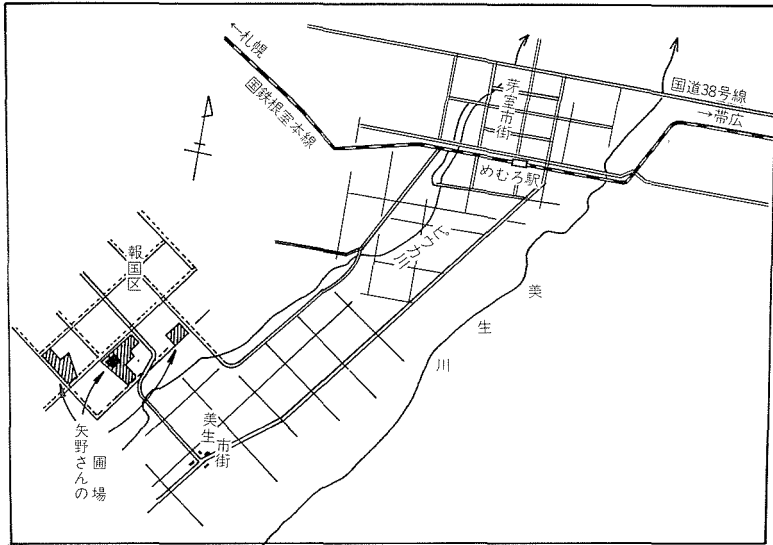 ←札幌
国鉄根室本線
芽室市街
国道38号線
→帯広
めむろ駅
ピウカ川
美生川
報国区
美生市街
矢野さんの
圃場